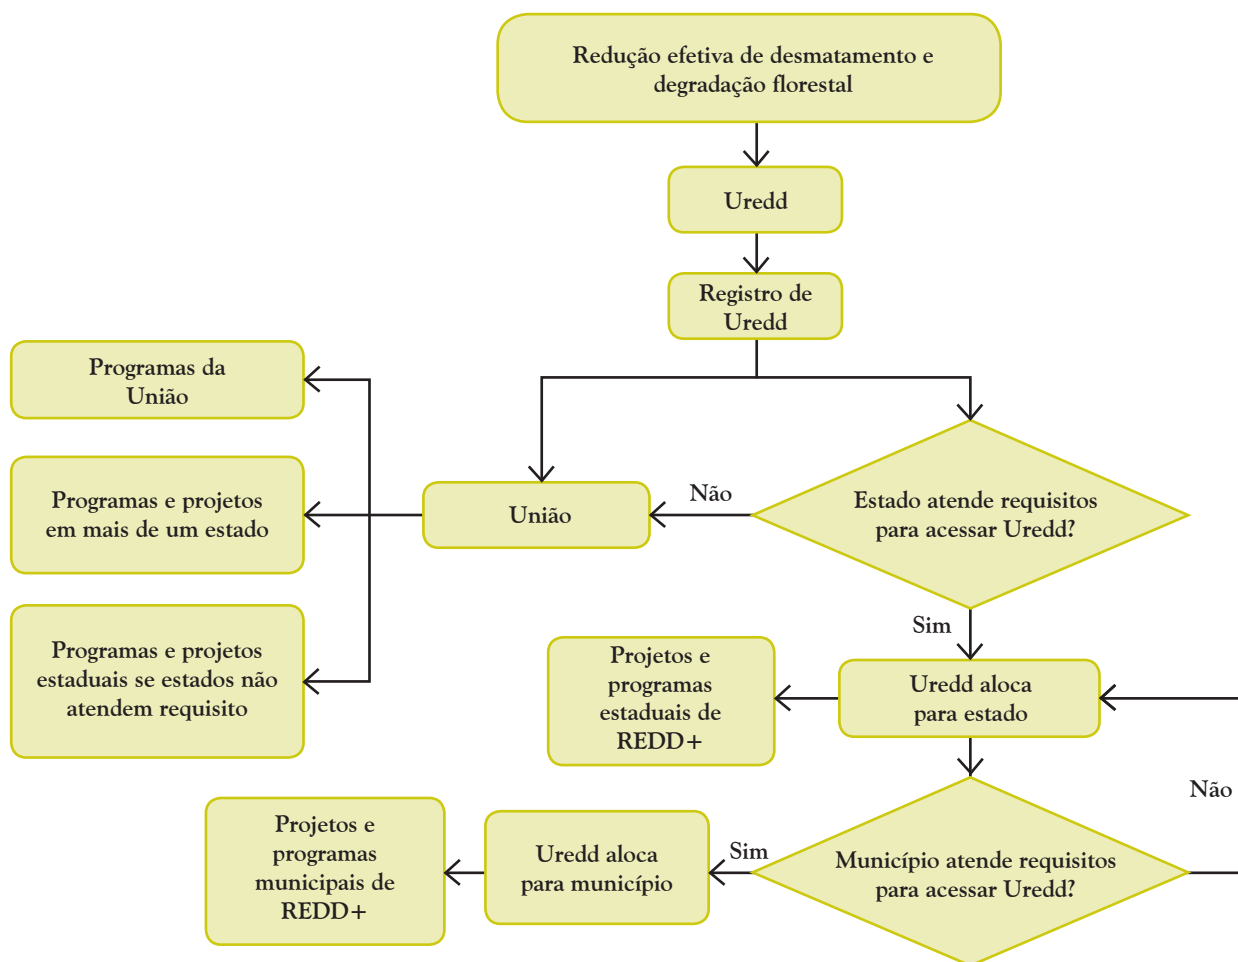 Redução efetiva de desmatamento e
degradação florestal
Uredd
Registro de
Uredd
Programas da
União
Programas e projetos
em mais de um estado
União
Não
Estado atende requisitos
para acessar Uredd?
Programas e projetos
estaduais se estados não
atendem requisito
Sim
Projetos e
programas
estaduais de
REDD+
Uredd aloca
para estado
Não
Projetos e
programas
municipais de
REDD+
Uredd aloca
para município
Sim
Município atende requisitos
para acessar Uredd?